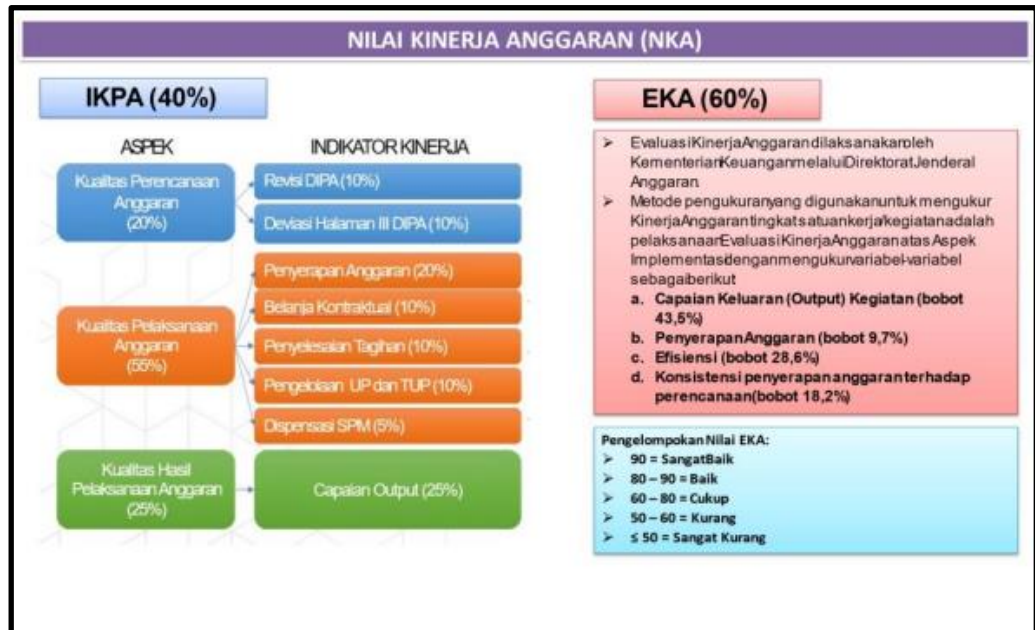 NILAI KINERJA ANGGARAN (NKA)
IKPA (40%)
ASPEK
INDIKATOR KINERJA
Kualitas Perencanaan
Anggaran
(20%)
Revisi DIPA (10%)
Deviasi Halaman III DIPA (10%)
Kualitas Pelaksanaan
Anggaran
(55%)
Penyerapan Anggaran (20%)
Belanja Kontraktual (10%)
Penyelesaian Tagihan (10%)
Pengelolaan UP dan TUP (10%)
Dispensasi SPM (5%)
Kualitas Hasil
Pelaksanaan Anggaran
(25%)
Capaian Output (25%)
EKA (60%)
➢ EvaluasiKinerjaAnggarandilaksanakanoleh
KementerianKeuanganmelaluiDirektoratJenderal
Anggaran.
➢ Metode pengukuranyang digunakanuntuk mengukur
KinerjaAnggarantingkatsatuankerja/kegiatanadalah
pelaksanaanEvaluasiKinerjaAnggaranatas Aspek
Implementasidenganmengukurvariabel-variabel
sebagaiberikut
a. Capaian Keluaran (Output) Kegiatan (bobot
43,5%)
b. PenyerapanAnggaran (bobot 9,7%)
c. Efisiensi (bobot 28,6%)
d. Konsistensi penyerapananggaranterhadap
perencanaan(bobot 18,2%)
Pengelompokan Nilai EKA:
➢ 90 = SangatBaik
➢ 80 – 90 = Baik
➢ 60 – 80 = Cukup
➢ 50 – 60 = Kurang
➢ ≤ 50 = Sangat Kurang